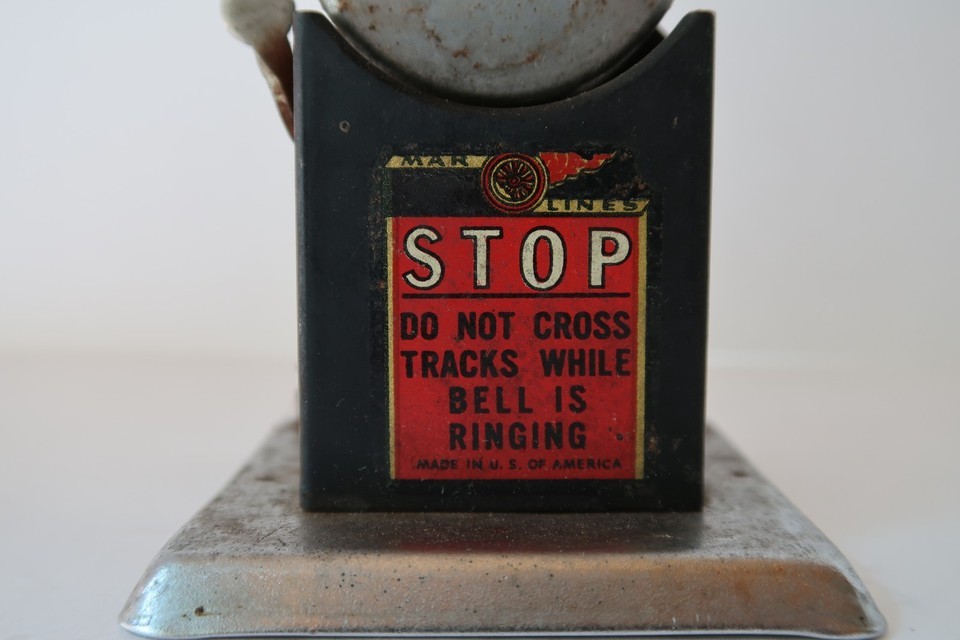 MAR
LINES
STOP
DO NOT CROSS
TRACKS WHILE
BELL IS
RINGING
MADE IN U. S. OF AMERICA